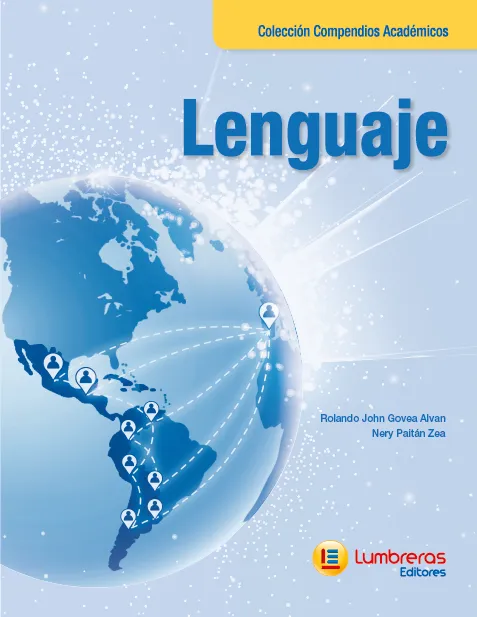 Colección Compendios Académicos
Lenguaje
Rolando John Govea Alvan
Nery Paitán Zea
Lumbreras
Editores